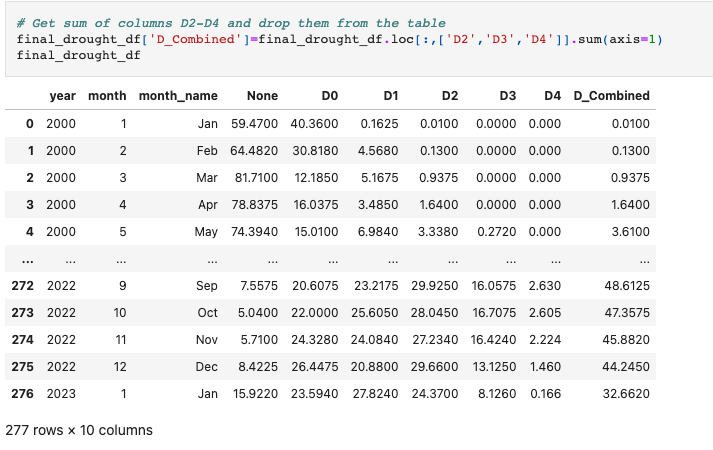 # Get sum of columns D2-D4 and drop them from the table
final_drought_df['D_Combined']=final_drought_df.loc[:,['D2','D3','D4']].sum(axis=1)
final_drought_df
year month month_name None D0 D1 D2 D3 D4 D_Combined
0 2000 1 Jan 59.4700 40.3600 0.1625 0.0100 0.0000 0.000 0.0100
1 2000 2 Feb 64.4820 30.8180 4.5680 0.1300 0.0000 0.000 0.1300
2 2000 3 Mar 81.7100 12.1850 5.1675 0.9375 0.0000 0.000 0.9375
3 2000 4 Apr 78.8375 16.0375 3.4850 1.6400 0.0000 0.000 1.6400
4 2000 5 May 74.3940 15.0100 6.9840 3.3380 0.2720 0.000 3.6100
... ... ... ... ... ... ... ... ... ... ...
272 2022 9 Sep 7.5575 20.6075 23.2175 29.9250 16.0575 2.630 48.6125
273 2022 10 Oct 5.0400 22.0000 25.6050 28.0450 16.7075 2.605 47.3575
274 2022 11 Nov 5.7100 24.3280 24.0840 27.2340 16.4240 2.224 45.8820
275 2022 12 Dec 8.4225 26.4475 20.8800 29.6600 13.1250 1.460 44.2450
276 2023 1 Jan 15.9220 23.5940 27.8240 24.3700 8.1260 0.166 32.6620
277 rows × 10 columns